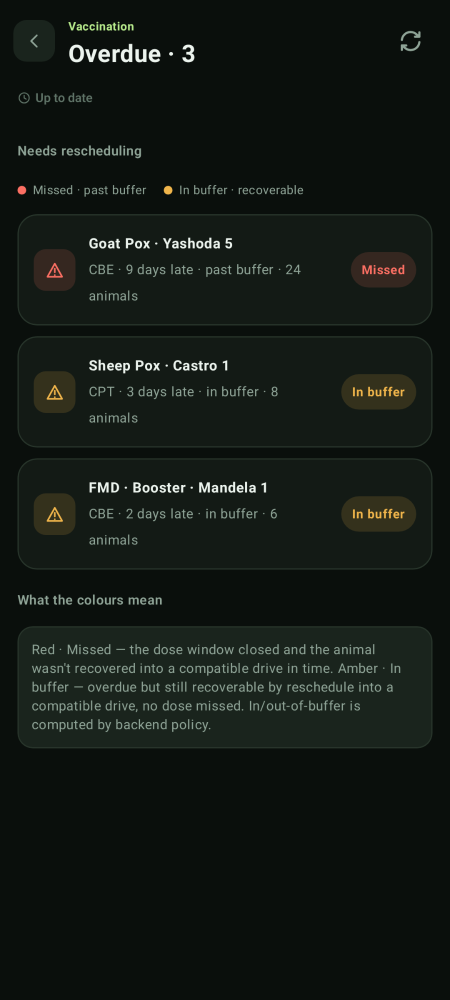 Vaccination
Overdue · 3
Up to date
Needs rescheduling
Missed · past buffer
In buffer · recoverable
Goat Pox · Yashoda 5
CBE · 9 days late · past buffer · 24
animals
Missed
Sheep Pox · Castro 1
CPT · 3 days late · in buffer · 8
animals
In buffer
FMD · Booster · Mandela 1
CBE · 2 days late · in buffer · 6
animals
In buffer
What the colours mean
Red · Missed — the dose window closed and the animal
wasn't recovered into a compatible drive in time. Amber · In
buffer — overdue but still recoverable by reschedule into a
compatible drive, no dose missed. In/out-of-buffer is
computed by backend policy.